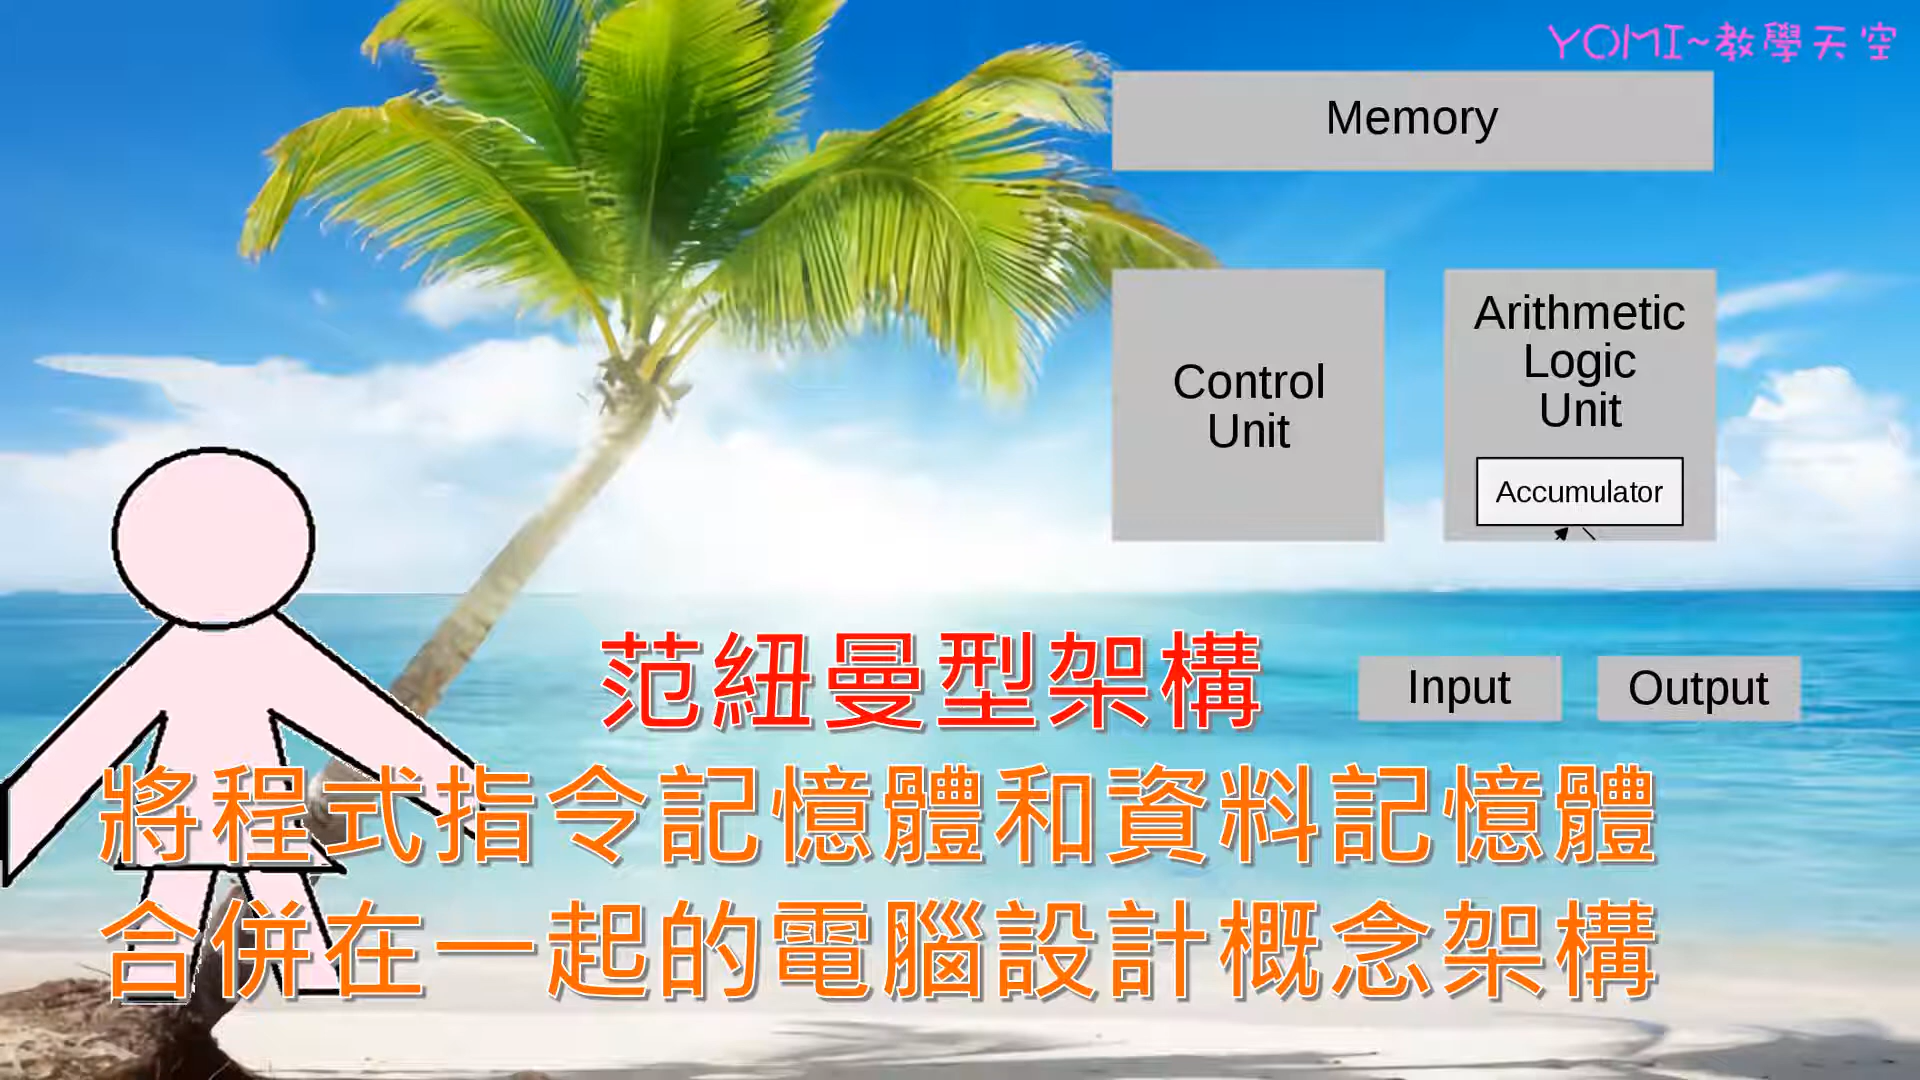 YOMI~教學天空
Memory
Control
Unit
Arithmetic
Logic
Unit
Accumulator
Input
Output
范紐曼型架構
將程式指令記憶體和資料記憶體
合併在一起的電腦設計概念架構